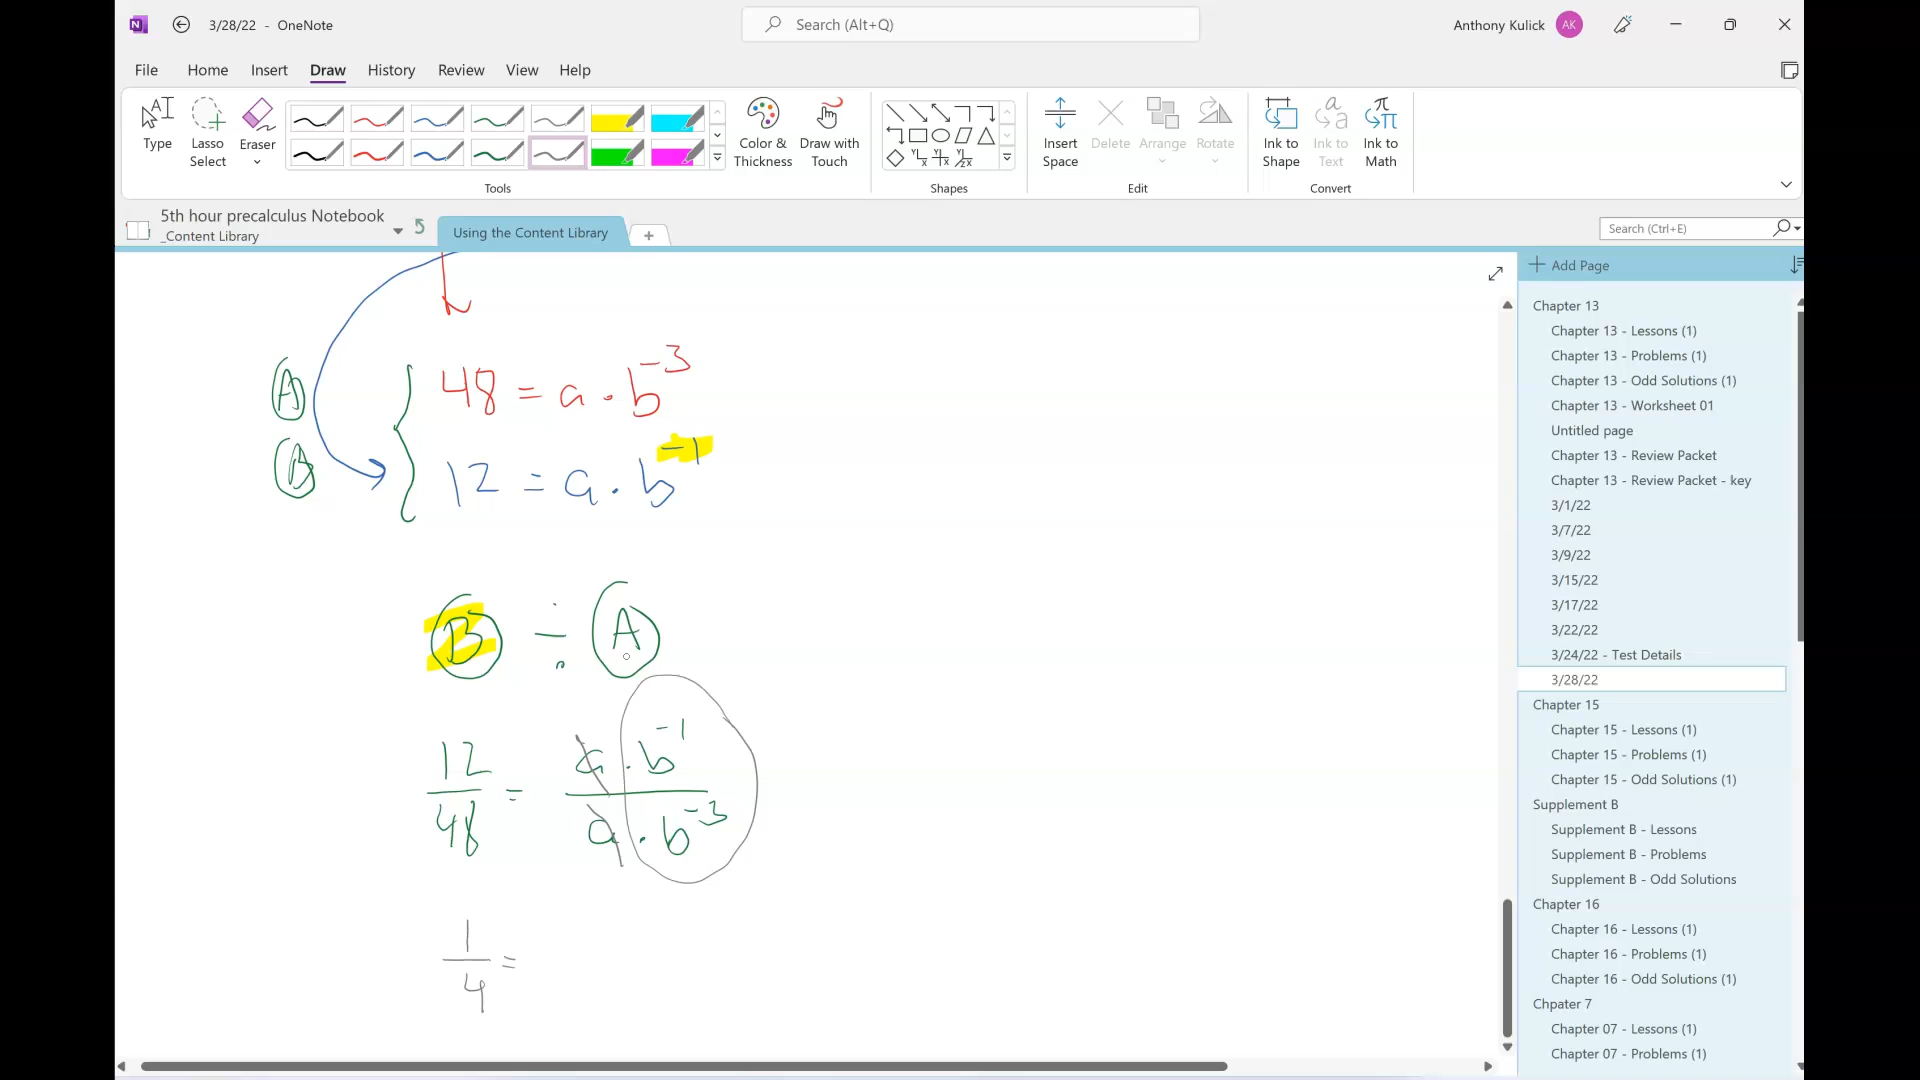 3/28/22 - OneNote
Search (Alt+Q)
Anthony Kulick AK
File Home Insert Draw History Review View Help
Type
Lasso Select
Eraser
Color & Thickness
Draw with Touch
Insert Space
Delete
Arrange
Rotate
Ink to Shape
Ink to Text
Ink to Math
Tools Shapes Edit Convert
5th hour precalculus Notebook
_Content Library
Using the Content Library
Search (Ctrl+E)
Add Page
Chapter 13
Chapter 13 - Lessons (1)
Chapter 13 - Problems (1)
Chapter 13 - Odd Solutions (1)
Chapter 13 - Worksheet 01
Untitled page
Chapter 13 - Review Packet
Chapter 13 - Review Packet - key
3/1/22
3/7/22
3/9/22
3/15/22
3/17/22
3/22/22
3/24/22 - Test Details
3/28/22
Chapter 15
Chapter 15 - Lessons (1)
Chapter 15 - Problems (1)
Chapter 15 - Odd Solutions (1)
Supplement B
Supplement B - Lessons
Supplement B - Problems
Supplement B - Odd Solutions
Chapter 16
Chapter 16 - Lessons (1)
Chapter 16 - Problems (1)
Chapter 16 - Odd Solutions (1)
Chpater 7
Chapter 07 - Lessons (1)
Chapter 07 - Problems (1)
A 48 = a · b^-3
B 12 = a · b^-1
B ÷ A
12/48 = a · b^-1 / a · b^-3
1/4 =